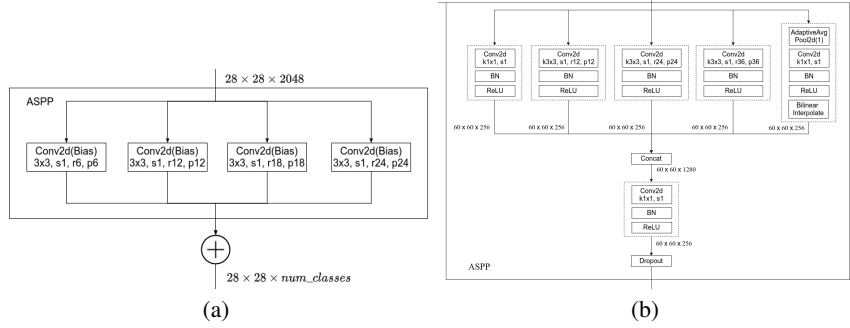 28 × 28 × 2048
ASPP
Conv2d(Bias)
3x3, s1, r6, p6
Conv2d(Bias)
3x3, s1, r12, p12
Conv2d(Bias)
3x3, s1, r18, p18
Conv2d(Bias)
3x3, s1, r24, p24
28 × 28 × num_classes
(a)
Conv2d
k1x1, s1
BN
ReLU
Conv2d
k3x3, s1, r12, p12
BN
ReLU
Conv2d
k3x3, s1, r24, p24
BN
ReLU
Conv2d
k3x3, s1, r36, p36
BN
ReLU
AdaptiveAvg
Pool2d(1)
Conv2d
k1x1, s1
BN
ReLU
Bilinear
Interpolate
60 x 60 x 256
60 x 60 x 256
60 x 60 x 256
60 x 60 x 256
60 x 60 x 256
Concat
60 x 60 x 1280
Conv2d
k1x1, s1
BN
ReLU
60 x 60 x 256
Dropout
ASPP
(b)